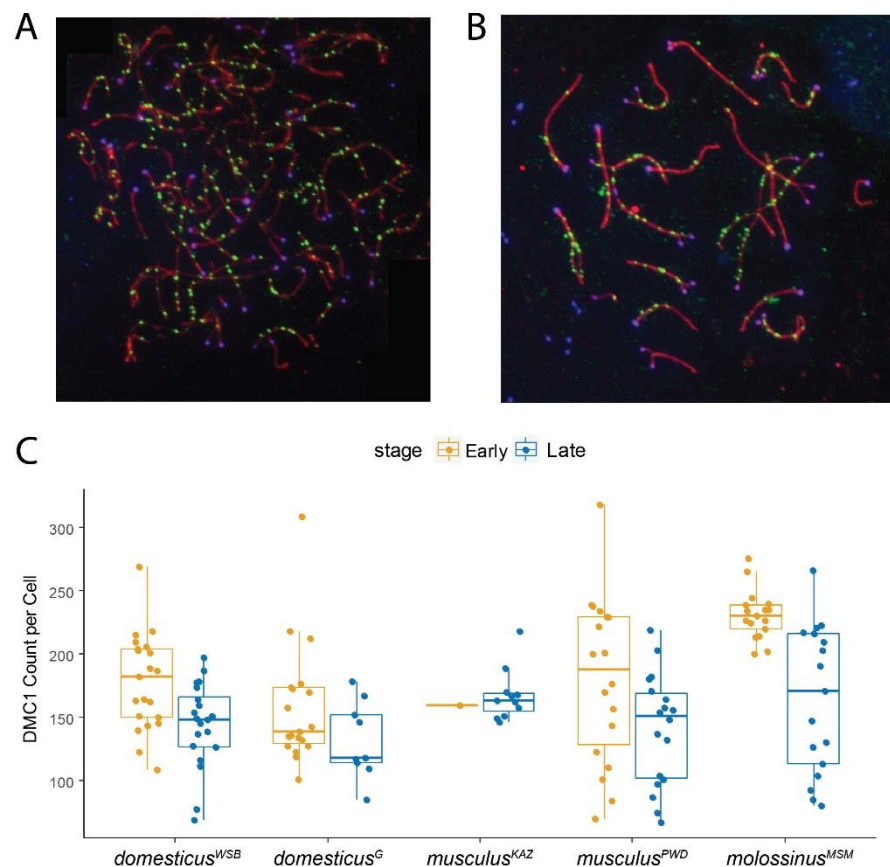 A
B
C
stage Early Late
DMC1 Count per Cell
300
250
200
150
100
domesticusWSB domesticusG musculusKAZ musculusPWD molossinusMSM